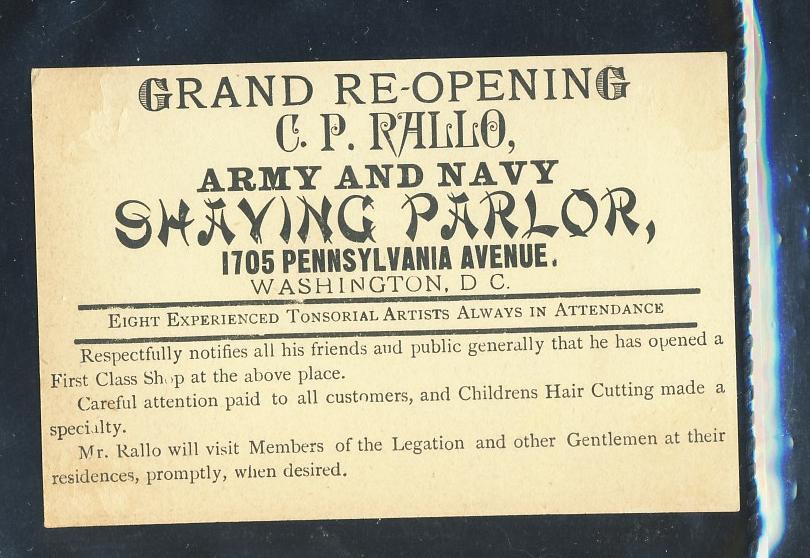 GRAND RE-OPENING
C. P. RALLO,
ARMY AND NAVY
SHAVING PARLOR,
1705 PENNSYLVANIA AVENUE.
WASHINGTON, D C.
EIGHT EXPERIENCED TONSORIAL ARTISTS ALWAYS IN ATTENDANCE
Respectfully notifies all his friends and public generally that he has opened a
First Class Shop at the above place.
Careful attention paid to all customers, and Childrens Hair Cutting made a
specialty.
Mr. Rallo will visit Members of the Legation and other Gentlemen at their
residences, promptly, when desired.